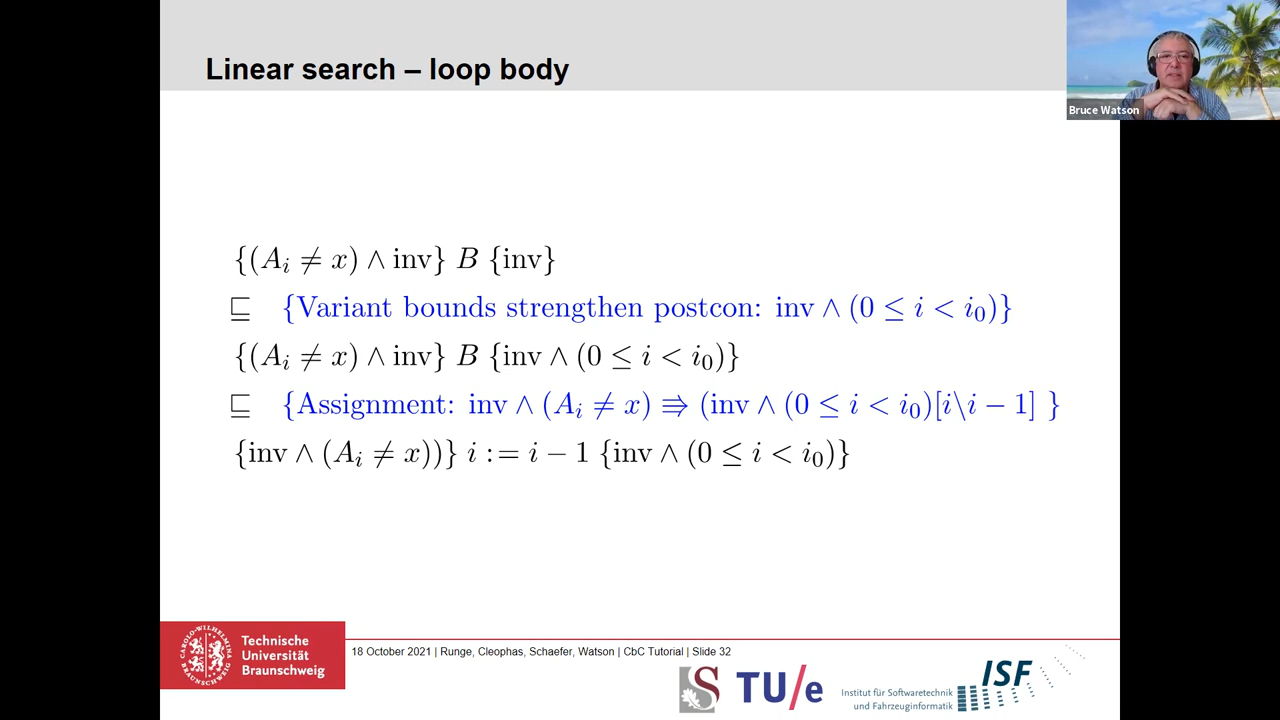 Linear search – loop body
Bruce Watson
{(A_i ≠ x) ∧ inv} B {inv}
⊑ {Variant bounds strengthen postcon: inv ∧ (0 ≤ i < i_0)}
{(A_i ≠ x) ∧ inv} B {inv ∧ (0 ≤ i < i_0)}
⊑ {Assignment: inv ∧ (A_i ≠ x) ⇛ (inv ∧ (0 ≤ i < i_0)[i\i − 1] }
{inv ∧ (A_i ≠ x))} i := i − 1 {inv ∧ (0 ≤ i < i_0)}
Technische
Universität
Braunschweig
18 October 2021 | Runge, Cleophas, Schaefer, Watson | CbC Tutorial | Slide 32
S
TU/e
ISF
Institut für Softwaretechnik
und Fahrzeuginformatik